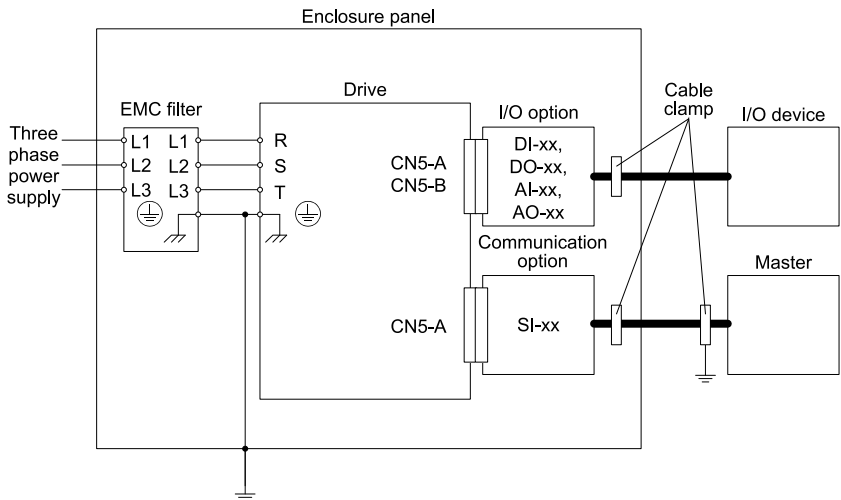 Enclosure panel
EMC filter
Drive
I/O option
Cable
clamp
I/O device
Three
phase
power
supply
L1 L1
L2 L2
L3 L3
R
S
T
CN5-A
CN5-B
DI-xx,
DO-xx,
AI-xx,
AO-xx
Communication
option
Master
CN5-A
SI-xx